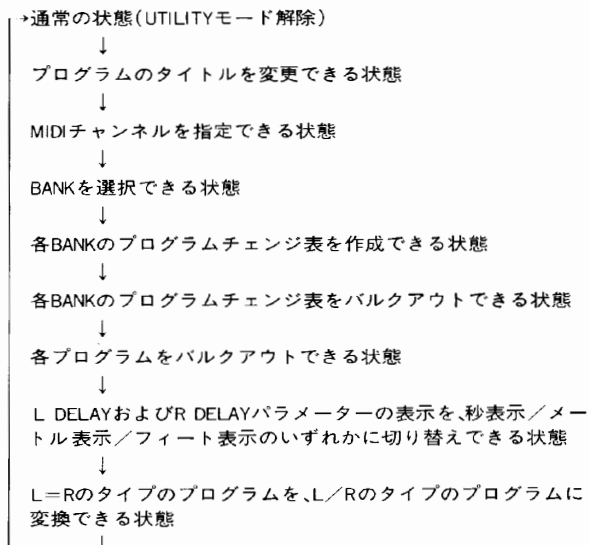 →通常の状態(UTILITYモード解除)
↓
プログラムのタイトルを変更できる状態
↓
MIDIチャンネルを指定できる状態
↓
BANKを選択できる状態
↓
各BANKのプログラムチェンジ表を作成できる状態
↓
各BANKのプログラムチェンジ表をバルクアウトできる状態
↓
各プログラムをバルクアウトできる状態
↓
L DELAYおよびR DELAYパラメーターの表示を、秒表示／メー
トル表示／フィート表示のいずれかに切り替えできる状態
↓
L=Rのタイプのプログラムを、L／Rのタイプのプログラムに
変換できる状態
↓